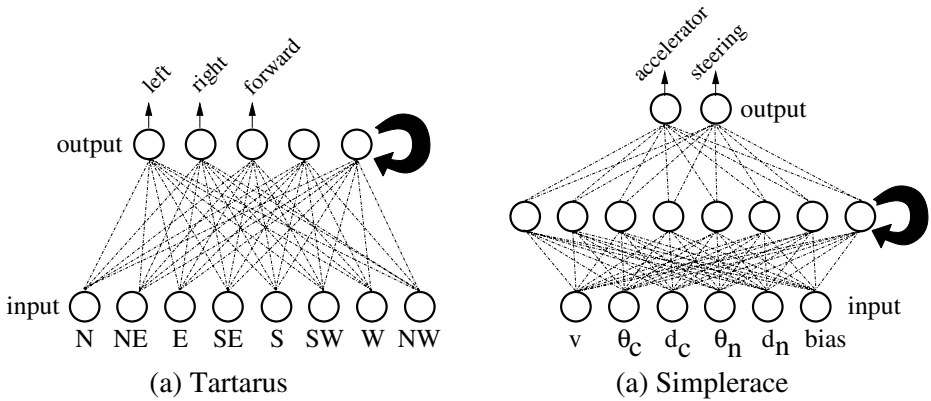 left right forward
output
input
N NE E SE S SW W NW
(a) Tartarus
accelerator steering
output
input
v θc dc θn dn bias
(a) Simplerace